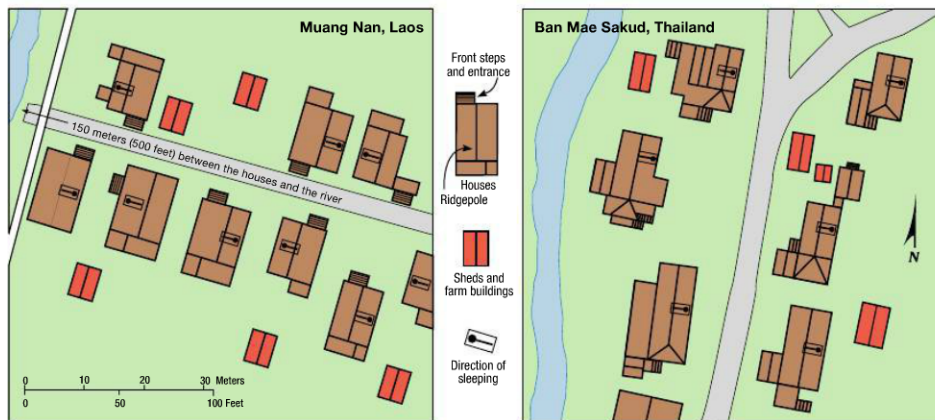 Muang Nan, Laos
150 meters (500 feet) between the houses and the river
0 10 20 30 Meters
0 50 100 Feet
Front steps
and entrance
Houses
Ridgepole
Sheds and
farm buildings
Direction of
sleeping
Ban Mae Sakud, Thailand
N